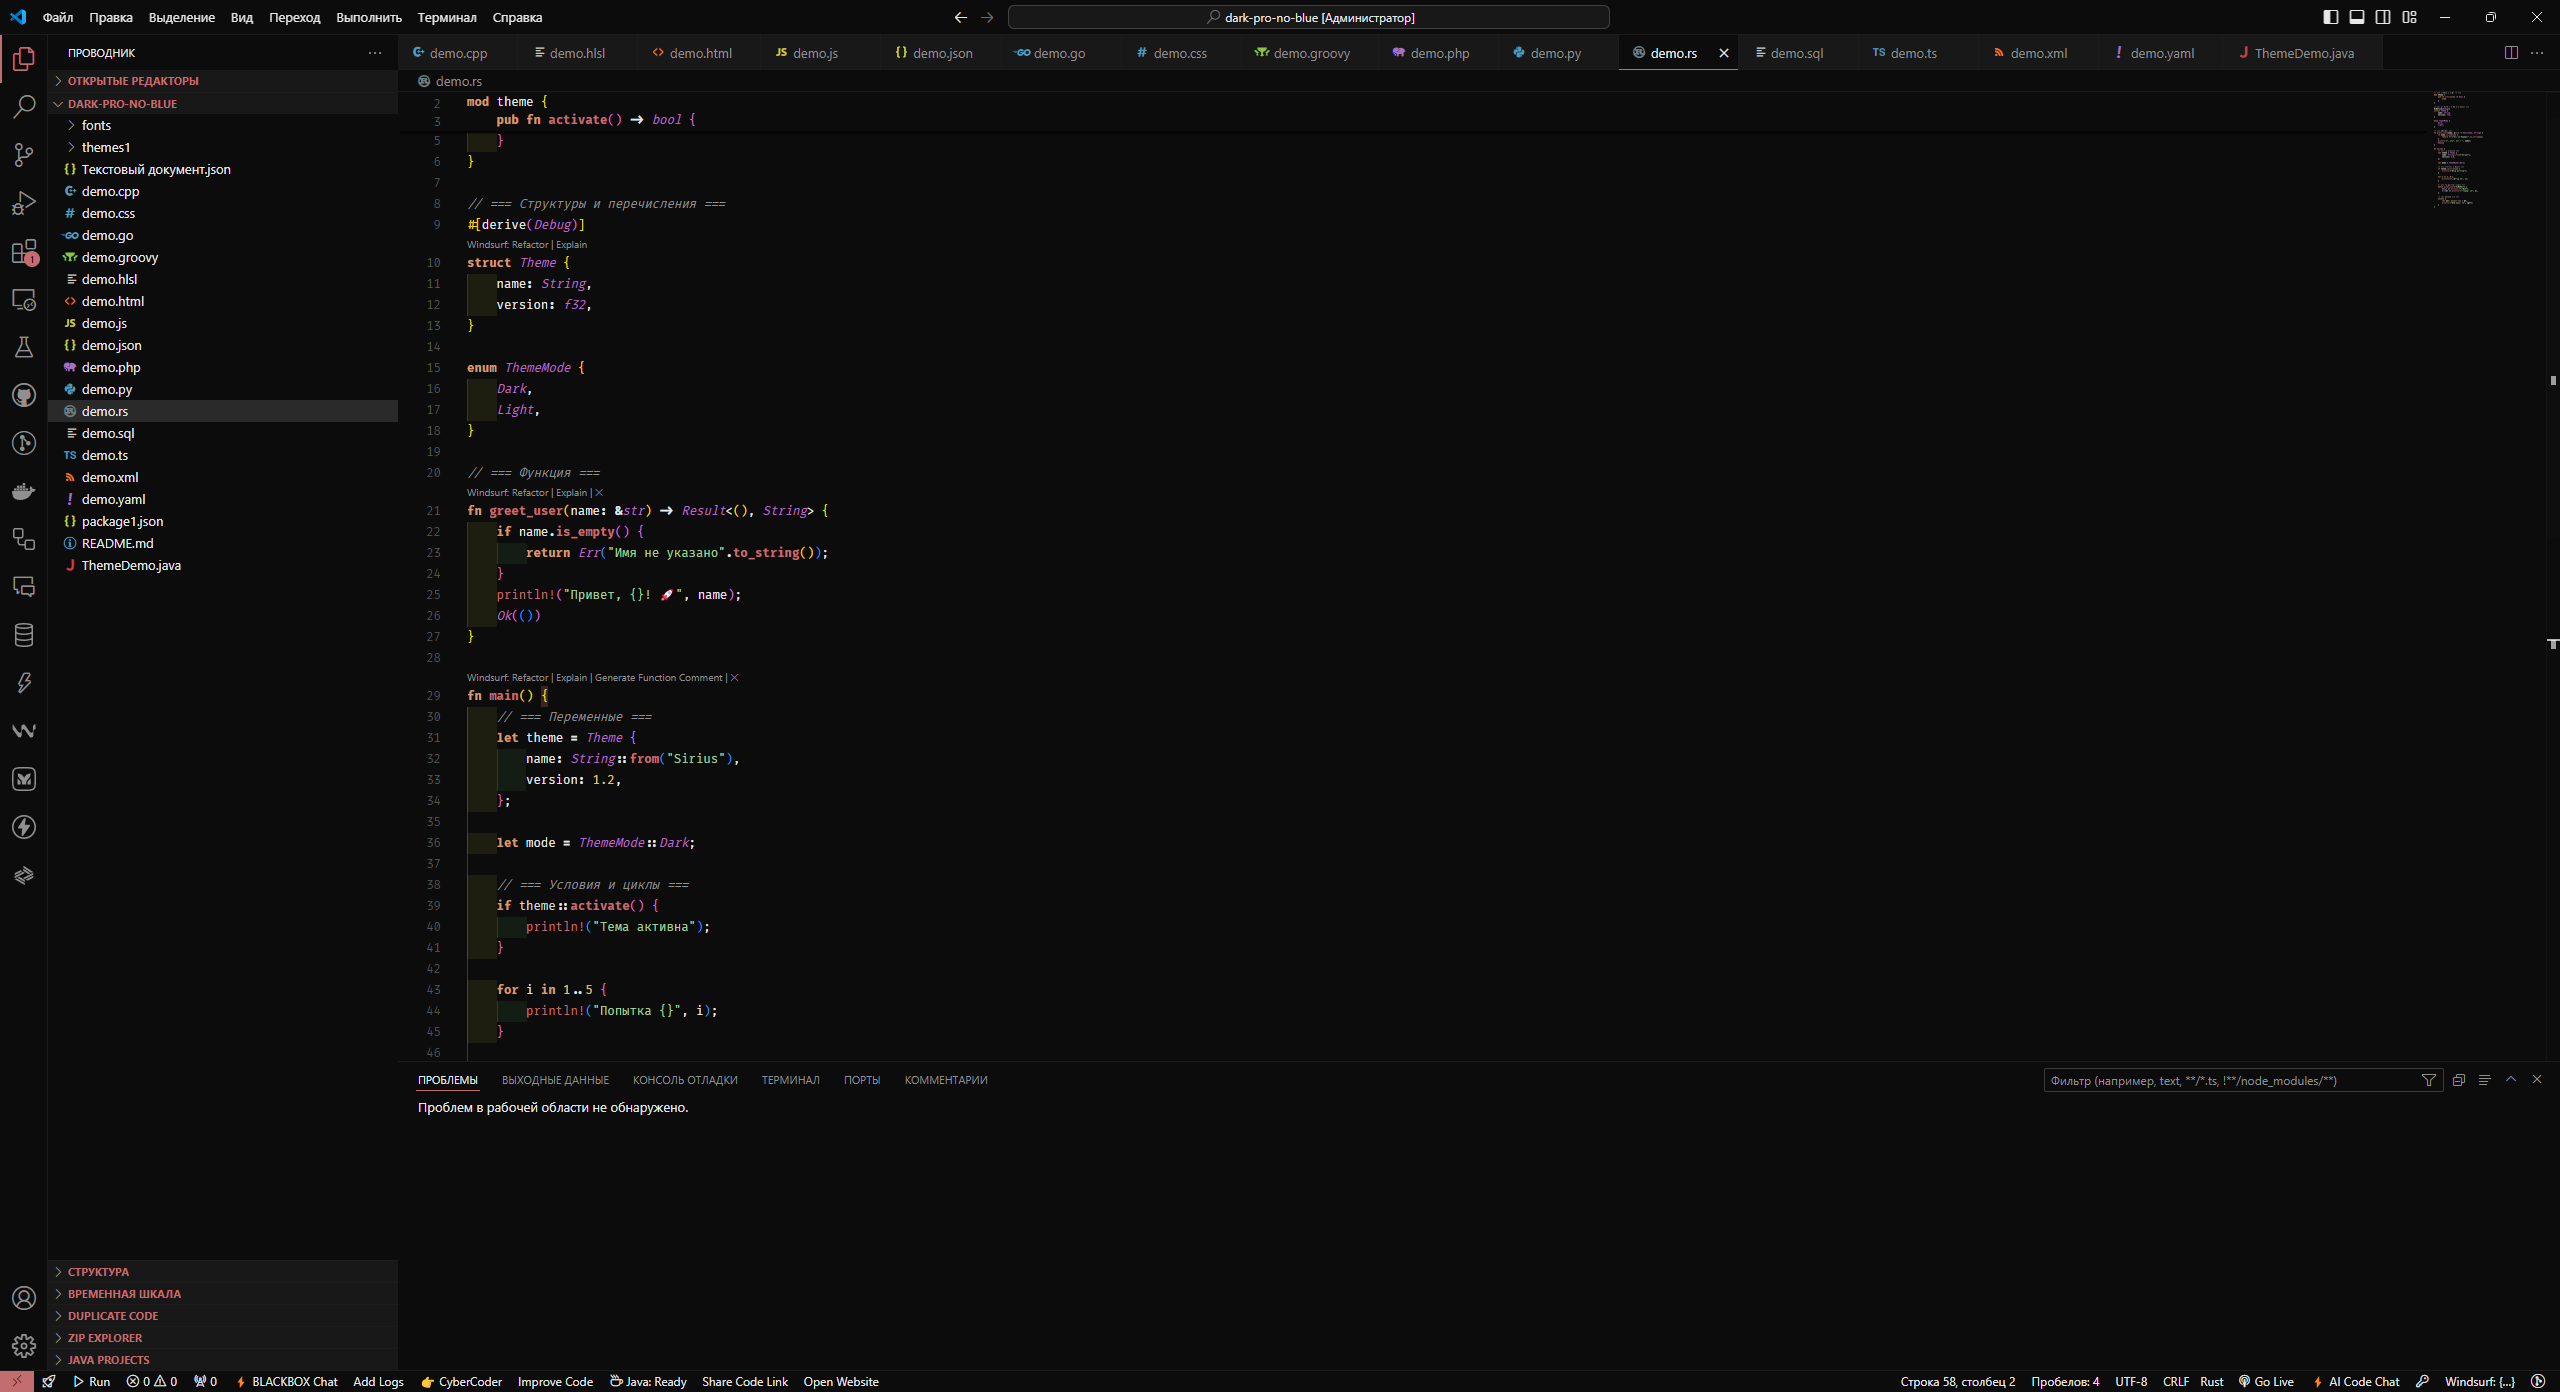 Файл Правка Выделение Вид Переход Выполнить Терминал Справка
dark-pro-no-blue [Администратор]
ПРОВОДНИК
ОТКРЫТЫЕ РЕДАКТОРЫ
DARK-PRO-NO-BLUE
fonts
themes1
Текстовый документ.json
demo.cpp
demo.css
demo.go
demo.groovy
demo.hlsl
demo.html
demo.js
demo.json
demo.php
demo.py
demo.rs
demo.sql
demo.ts
demo.xml
demo.yaml
package1.json
README.md
ThemeDemo.java
СТРУКТУРА
ВРЕМЕННАЯ ШКАЛА
DUPLICATE CODE
ZIP EXPLORER
JAVA PROJECTS
demo.cpp demo.hlsl demo.html demo.js demo.json demo.go demo.css demo.groovy demo.php demo.py demo.rs demo.sql demo.ts demo.xml demo.yaml ThemeDemo.java
demo.rs
2 mod theme {
3 pub fn activate() -> bool {
5 }
6 }
7
8 // === Структуры и перечисления ===
9 #[derive(Debug)]
Windsurf: Refactor | Explain
10 struct Theme {
11 name: String,
12 version: f32,
13 }
14
15 enum ThemeMode {
16 Dark,
17 Light,
18 }
19
20 // === Функция ===
Windsurf: Refactor | Explain | X
21 fn greet_user(name: &str) -> Result<(), String> {
22 if name.is_empty() {
23 return Err("Имя не указано".to_string());
24 }
25 println!("Привет, {}! 🚀", name);
26 Ok(())
27 }
28
Windsurf: Refactor | Explain | Generate Function Comment | X
29 fn main() {
30 // === Переменные ===
31 let theme = Theme {
32 name: String::from("Sirius"),
33 version: 1.2,
34 };
35
36 let mode = ThemeMode::Dark;
37
38 // === Условия и циклы ===
39 if theme::activate() {
40 println!("Тема активна");
41 }
42
43 for i in 1..5 {
44 println!("Попытка {}", i);
45 }
46
ПРОБЛЕМЫ ВЫХОДНЫЕ ДАННЫЕ КОНСОЛЬ ОТЛАДКИ ТЕРМИНАЛ ПОРТЫ КОММЕНТАРИИ
Фильтр (например, text, **/*.ts, !**/node_modules/**)
Проблем в рабочей области не обнаружено.
Run 0 0 0 BLACKBOX Chat Add Logs CyberCoder Improve Code Java: Ready Share Code Link Open Website
Строка 58, столбец 2 Пробелов: 4 UTF-8 CRLF Rust Go Live AI Code Chat Windsurf: {...}